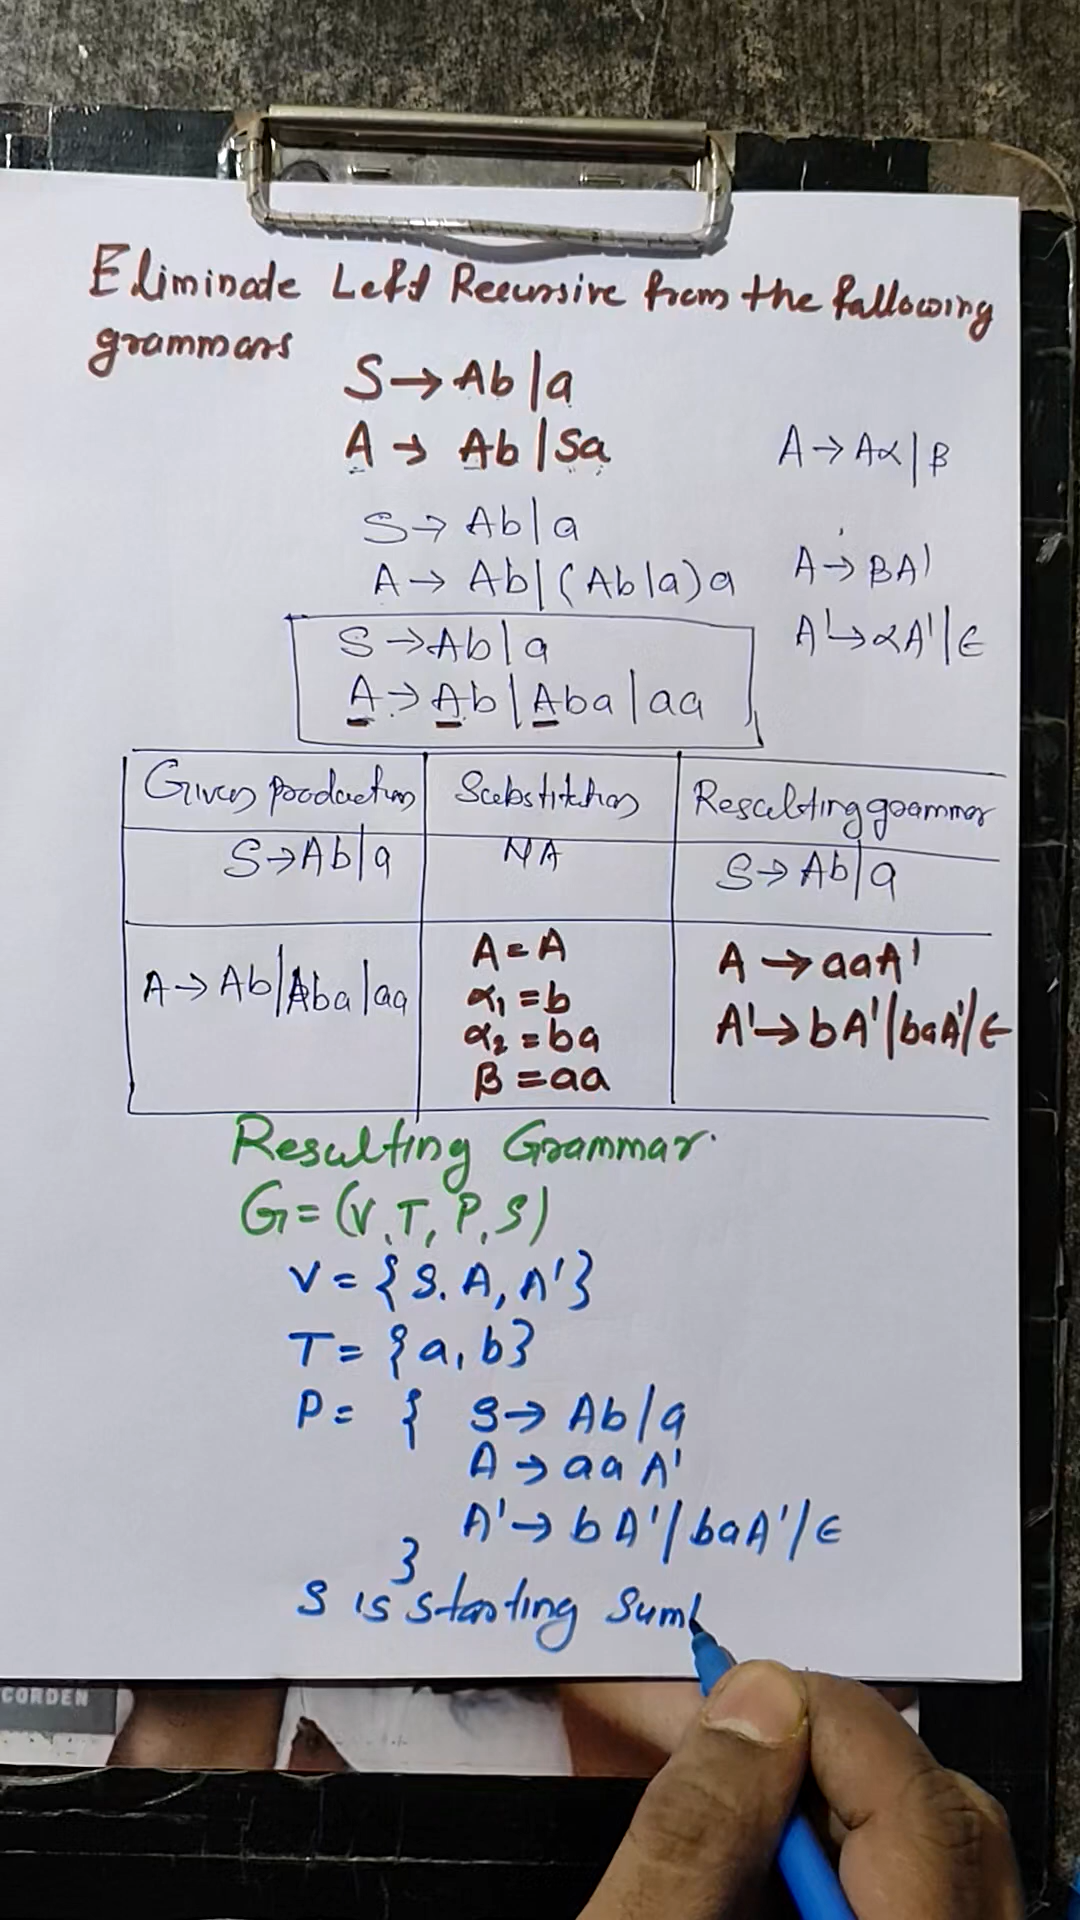 Eliminate Left Recursive from the following
grammars
S → Ab | a
A → Ab | Sa
A → Aα | β
S → Ab | a
A → Ab | (Ab | a) a
A → βA'
A' → αA' | ∈
S → Ab | a
A → Ab | Aba | aa
Given production
Substitution
Resulting grammar
S → Ab | a
NA
S → Ab | a
A → Ab | Aba | aa
A = A
α₁ = b
α₂ = ba
β = aa
A → aaA'
A' → bA' | baA' | ∈
Resulting Grammar
G = (V, T, P, S)
V = { S, A, A' }
T = { a, b }
P = { S → Ab | a
A → aa A'
A' → bA' | baA' | ∈
}
S is starting Sum
CORDEN